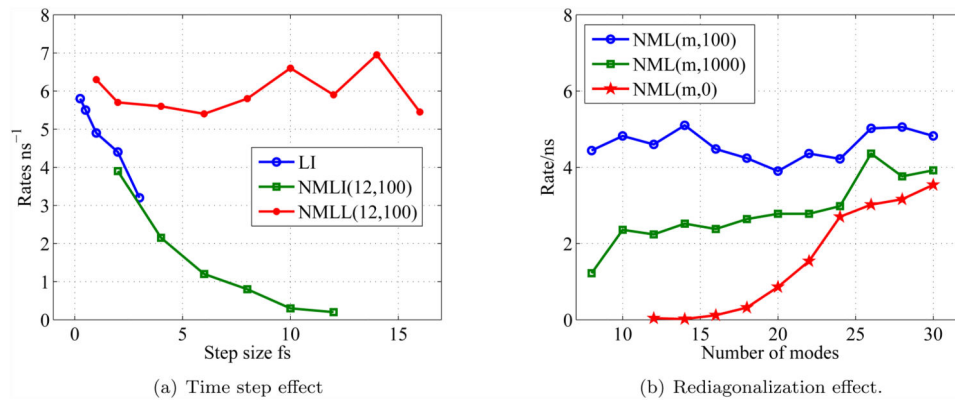 8
7
6
5
4
3
2
1
0
Rates ns⁻¹
LI
NMLI(12,100)
NMLL(12,100)
0 5 10 15
Step size fs
(a) Time step effect
8
6
4
2
0
Rate/ns
NML(m,100)
NML(m,1000)
NML(m,0)
10 15 20 25 30
Number of modes
(b) Rediagonalization effect.